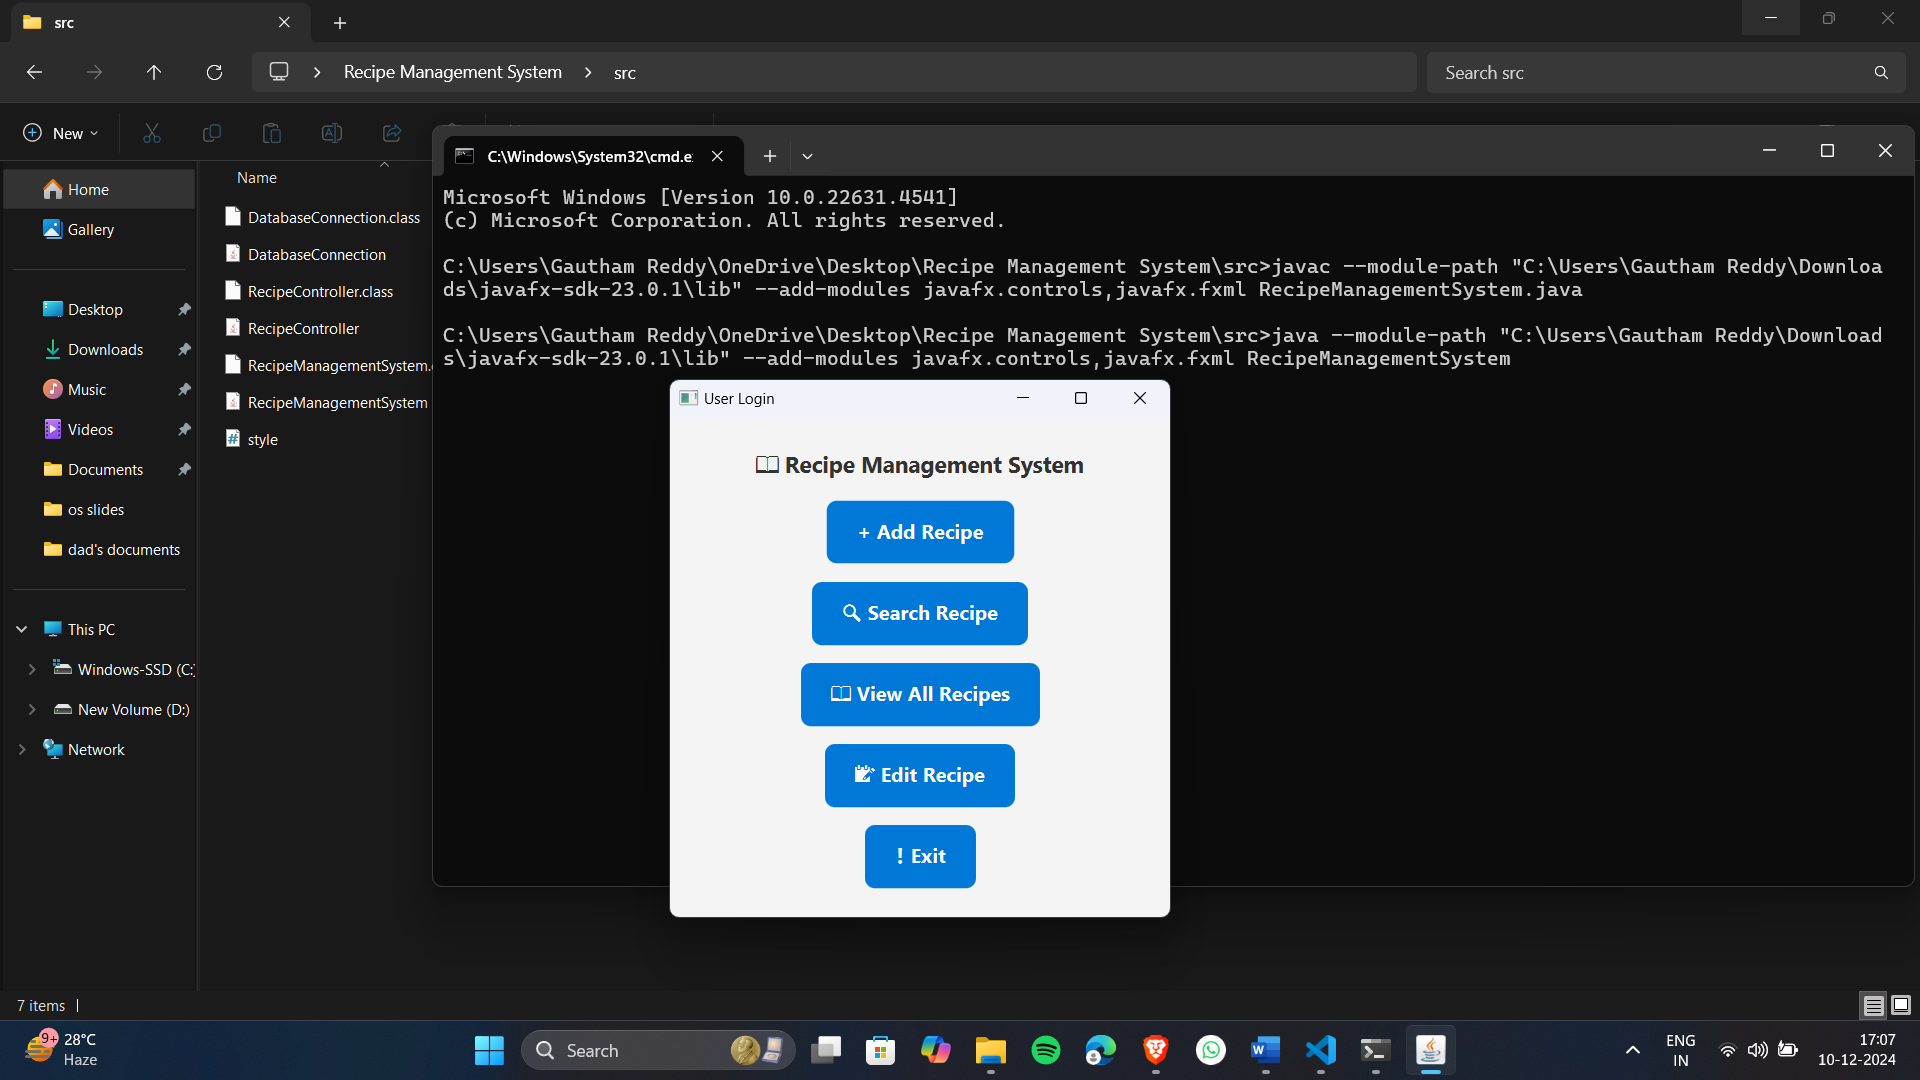 src
Recipe Management System
src
Search src
New
Home
Gallery
Desktop
Downloads
Music
Videos
Documents
os slides
dad's documents
This PC
Windows-SSD (C:)
New Volume (D:)
Network
Name
DatabaseConnection.class
DatabaseConnection
RecipeController.class
RecipeController
RecipeManagementSystem.
RecipeManagementSystem
style
C:\Windows\System32\cmd.e
Microsoft Windows [Version 10.0.22631.4541]
(c) Microsoft Corporation. All rights reserved.
C:\Users\Gautham Reddy\OneDrive\Desktop\Recipe Management System\src>javac --module-path "C:\Users\Gautham Reddy\Downloa
ds\javafx-sdk-23.0.1\lib" --add-modules javafx.controls,javafx.fxml RecipeManagementSystem.java
C:\Users\Gautham Reddy\OneDrive\Desktop\Recipe Management System\src>java --module-path "C:\Users\Gautham Reddy\Download
s\javafx-sdk-23.0.1\lib" --add-modules javafx.controls,javafx.fxml RecipeManagementSystem
User Login
📖 Recipe Management System
+ Add Recipe
🔍 Search Recipe
📖 View All Recipes
📝 Edit Recipe
! Exit
7 items
9+
28°C
Haze
Search
ENG
IN
17:07
10-12-2024